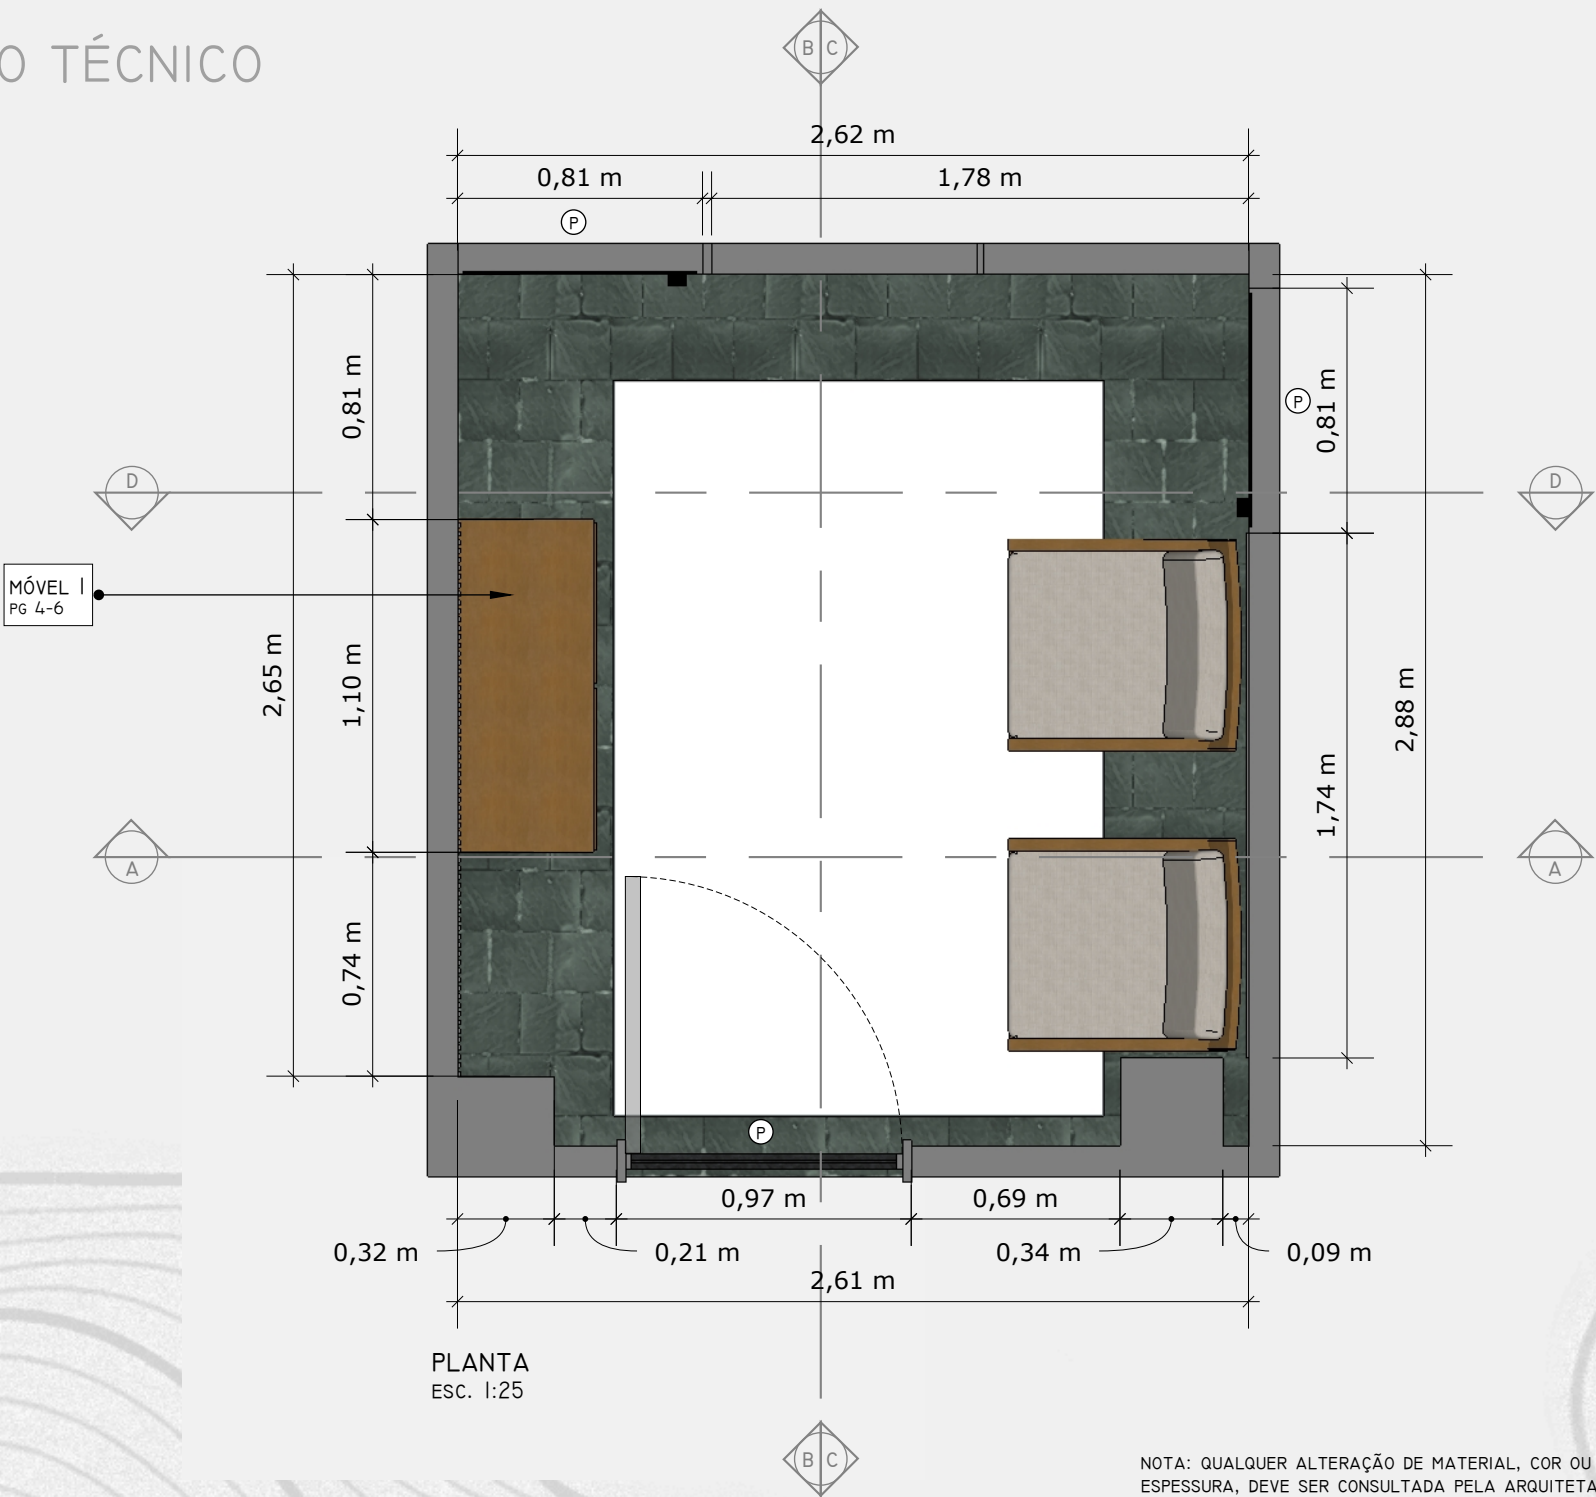 O TÉCNICO
B C
2,62 m
0,81 m
1,78 m
P
0,81 m
P
0,81 m
D
D
MÓVEL 1
PG 4-6
2,65 m
1,10 m
2,88 m
1,74 m
A
A
0,74 m
P
0,97 m
0,69 m
0,32 m
0,21 m
0,34 m
0,09 m
2,61 m
PLANTA
ESC. 1:25
B C
NOTA: QUALQUER ALTERAÇÃO DE MATERIAL, COR OU
ESPESSURA, DEVE SER CONSULTADA PELA ARQUITETA